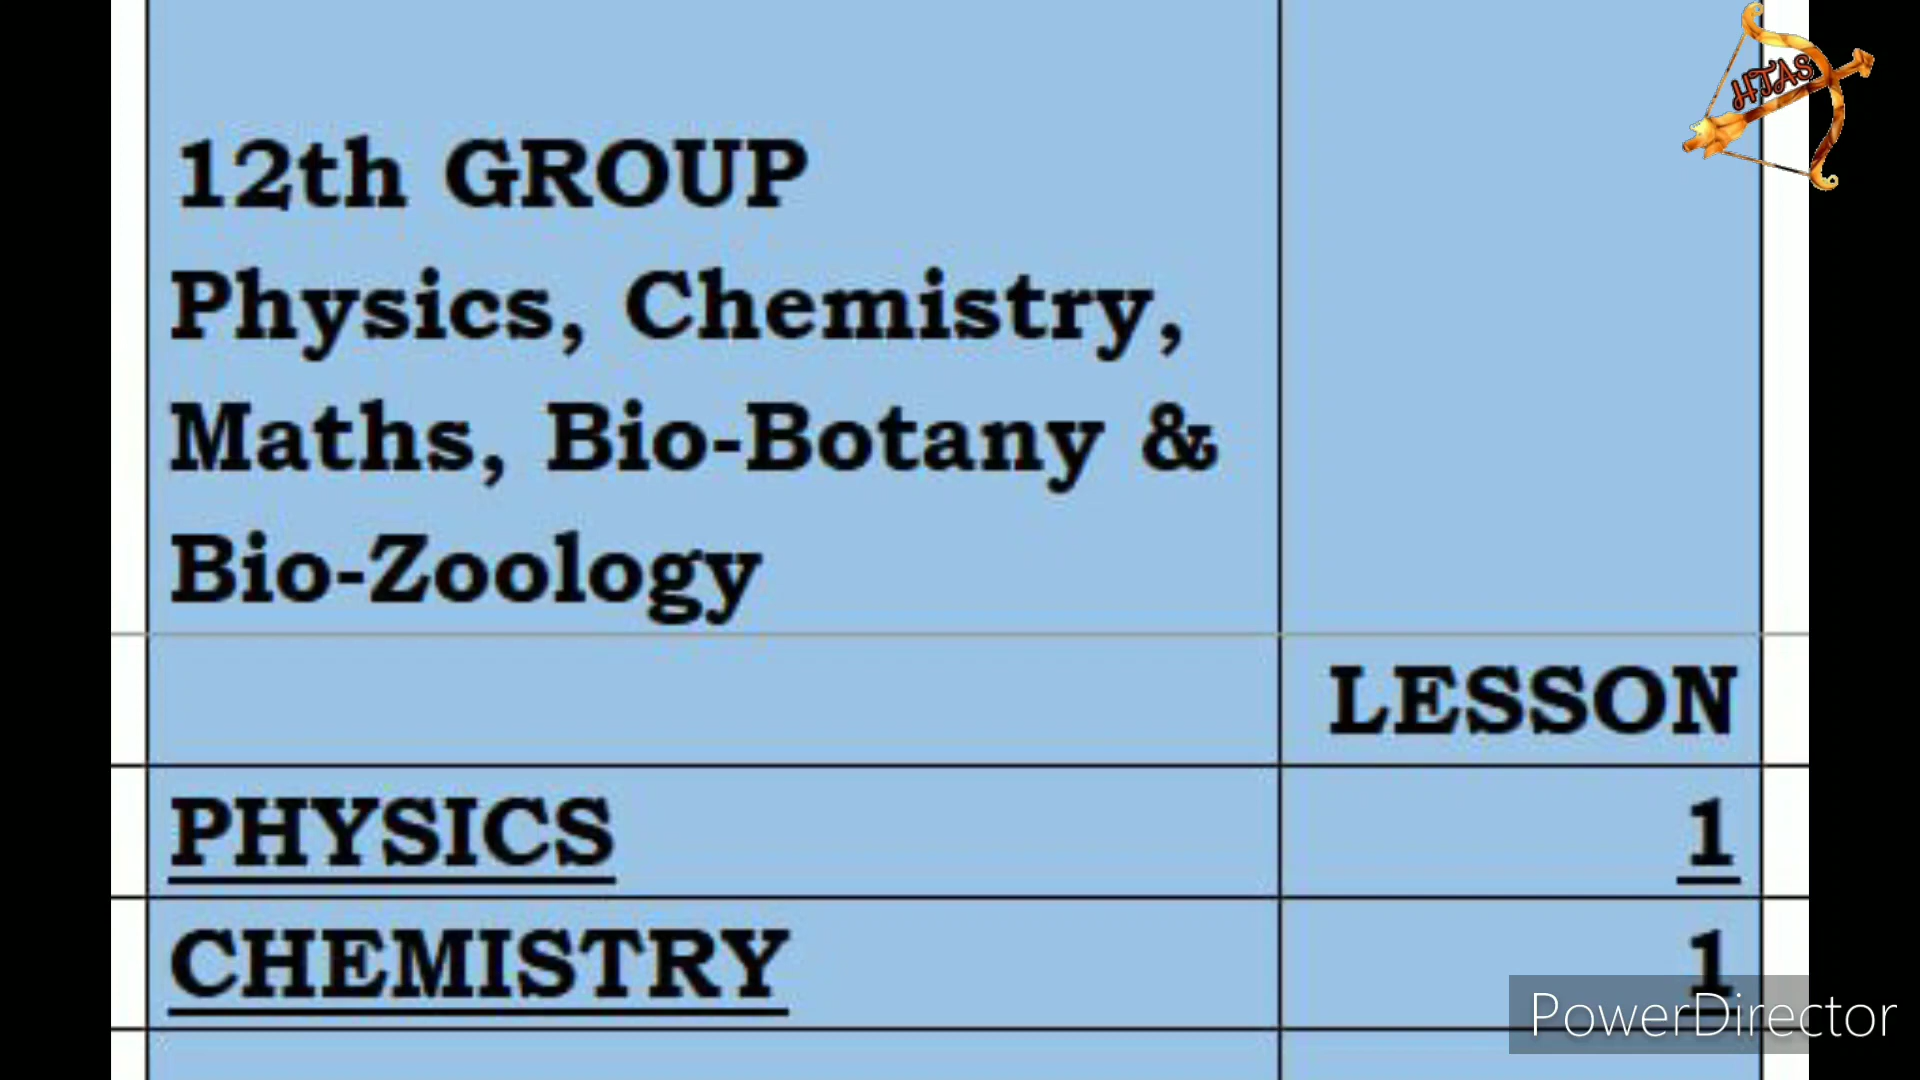 HTAS
12th GROUP
Physics, Chemistry,
Maths, Bio-Botany &
Bio-Zoology
LESSON
PHYSICS 1
CHEMISTRY 1
PowerDirector